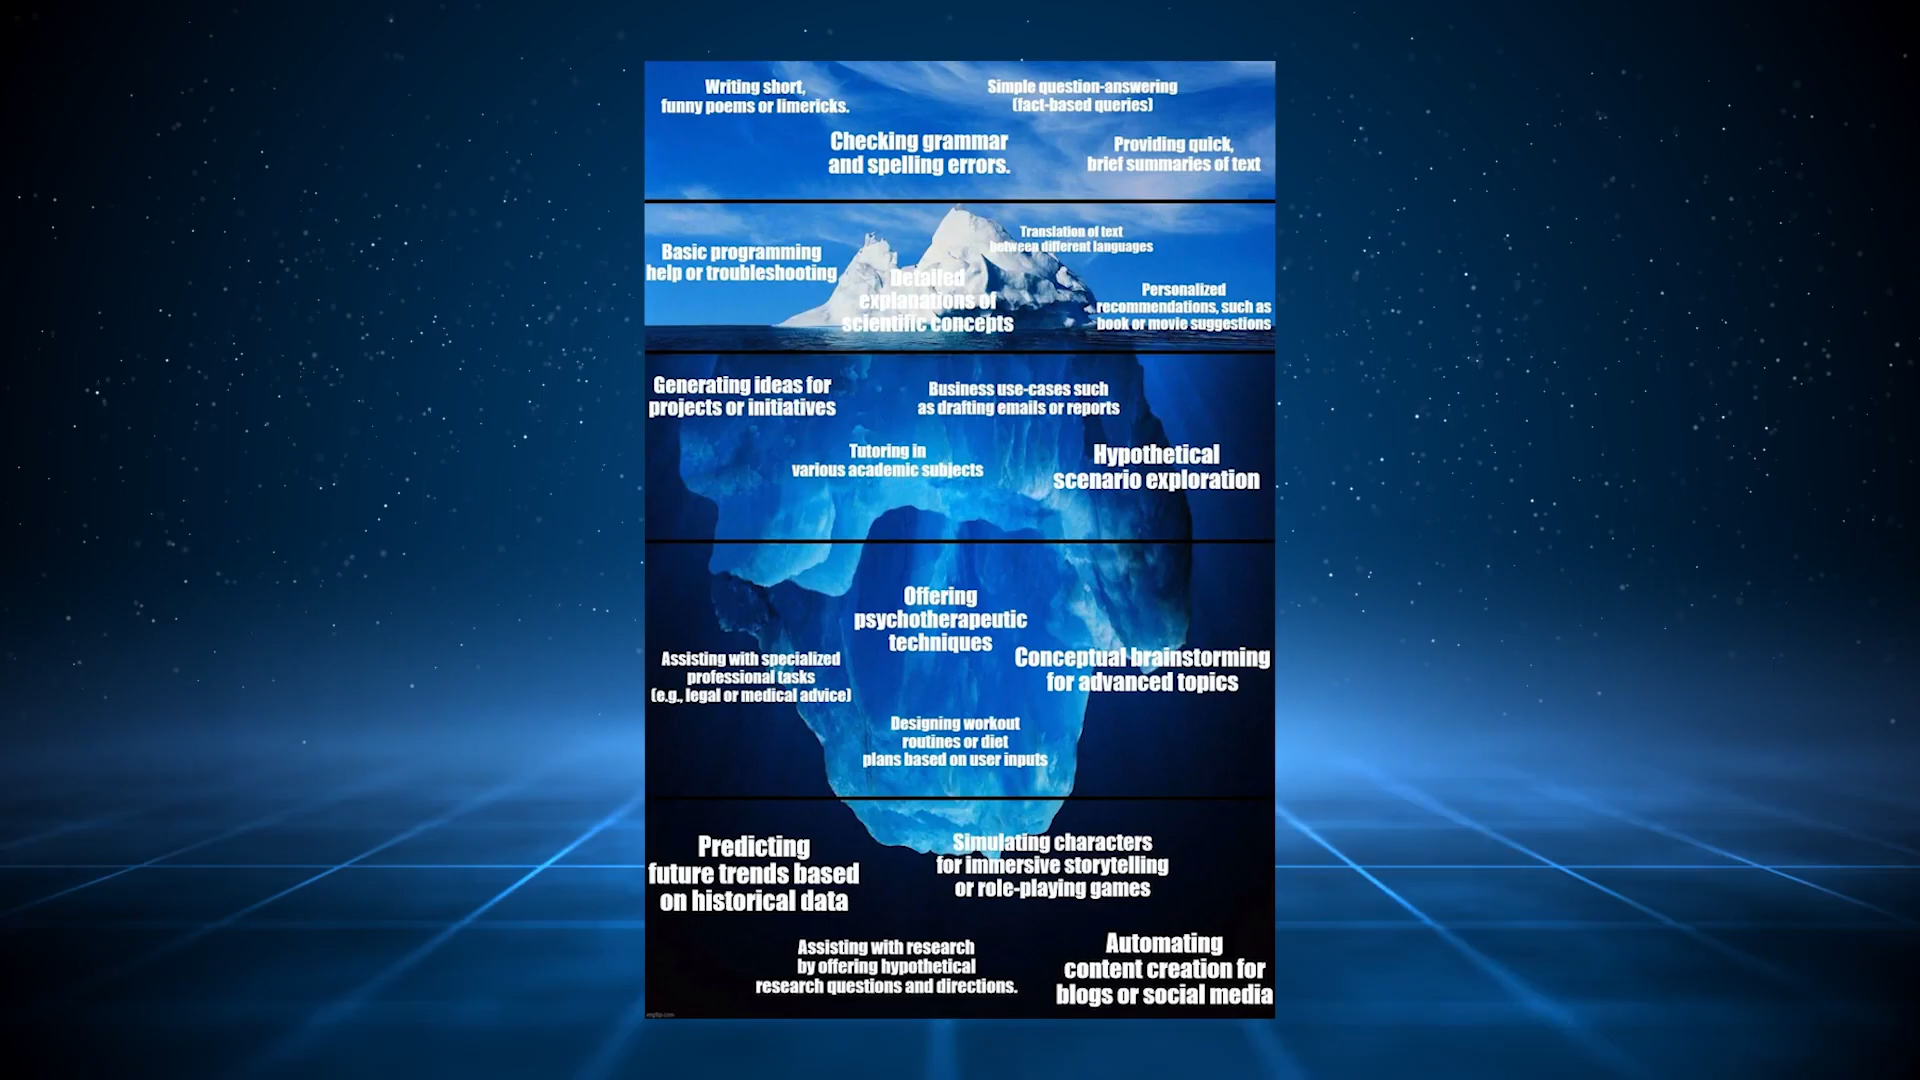 Writing short,
funny poems or limericks.
Simple question-answering
(fact-based queries)
Checking grammar
and spelling errors.
Providing quick,
brief summaries of text
Basic programming
help or troubleshooting
Translation of text
between different languages
Detailed
explanations of
scientific concepts
Personalized
recommendations, such as
book or movie suggestions
Generating ideas for
projects or initiatives
Business use-cases such
as drafting emails or reports
Tutoring in
various academic subjects
Hypothetical
scenario exploration
Offering
psychotherapeutic
techniques
Assisting with specialized
professional tasks
(e.g., legal or medical advice)
Conceptual brainstorming
for advanced topics
Designing workout
routines or diet
plans based on user inputs
Predicting
future trends based
on historical data
Simulating characters
for immersive storytelling
or role-playing games
Assisting with research
by offering hypothetical
research questions and directions.
Automating
content creation for
blogs or social media
imgflip.com